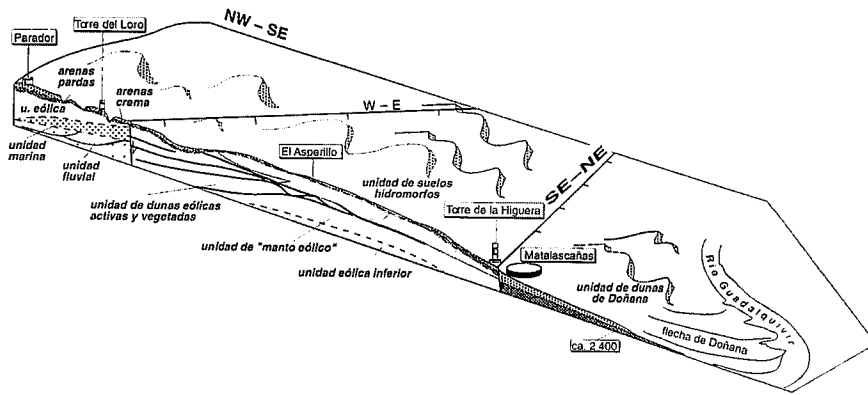 NW – SE
Torre del Loro
Parador
arenas
pardas
arenas
crema
W – E
u. eólica
unidad
marina
unidad
fluvial
El Asperillo
SE–NE
unidad de suelos
hidromorfos
unidad de dunas eólicas
activas y vegetadas
Torre de la Higuera
unidad de "manto eólico"
Matalascañas
unidad eólica inferior
unidad de dunas
de Doñana
Río Guadalquivir
flecha de Doñana
ca. 2.400